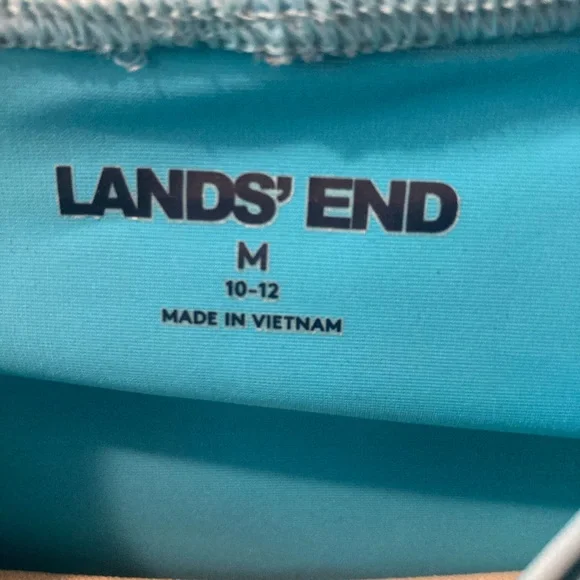 LANDS' END
M
10-12
MADE IN VIETNAM